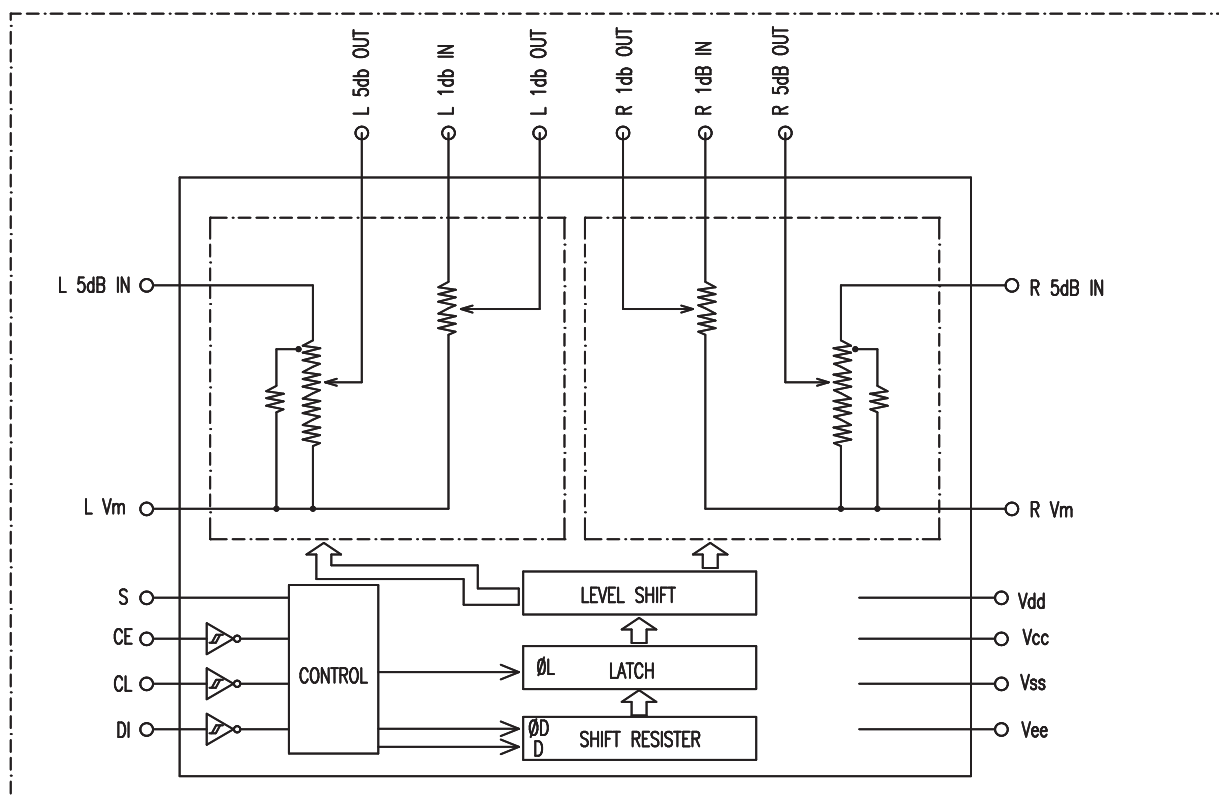 L 5db OUT
L 1db IN
L 1db OUT
R 1db OUT
R 1dB IN
R 5dB OUT
L 5dB IN
R 5dB IN
L Vm
R Vm
S
LEVEL SHIFT
Vdd
CE
Vcc
CONTROL
ØL
LATCH
CL
Vss
DI
ØD
D
SHIFT RESISTER
Vee